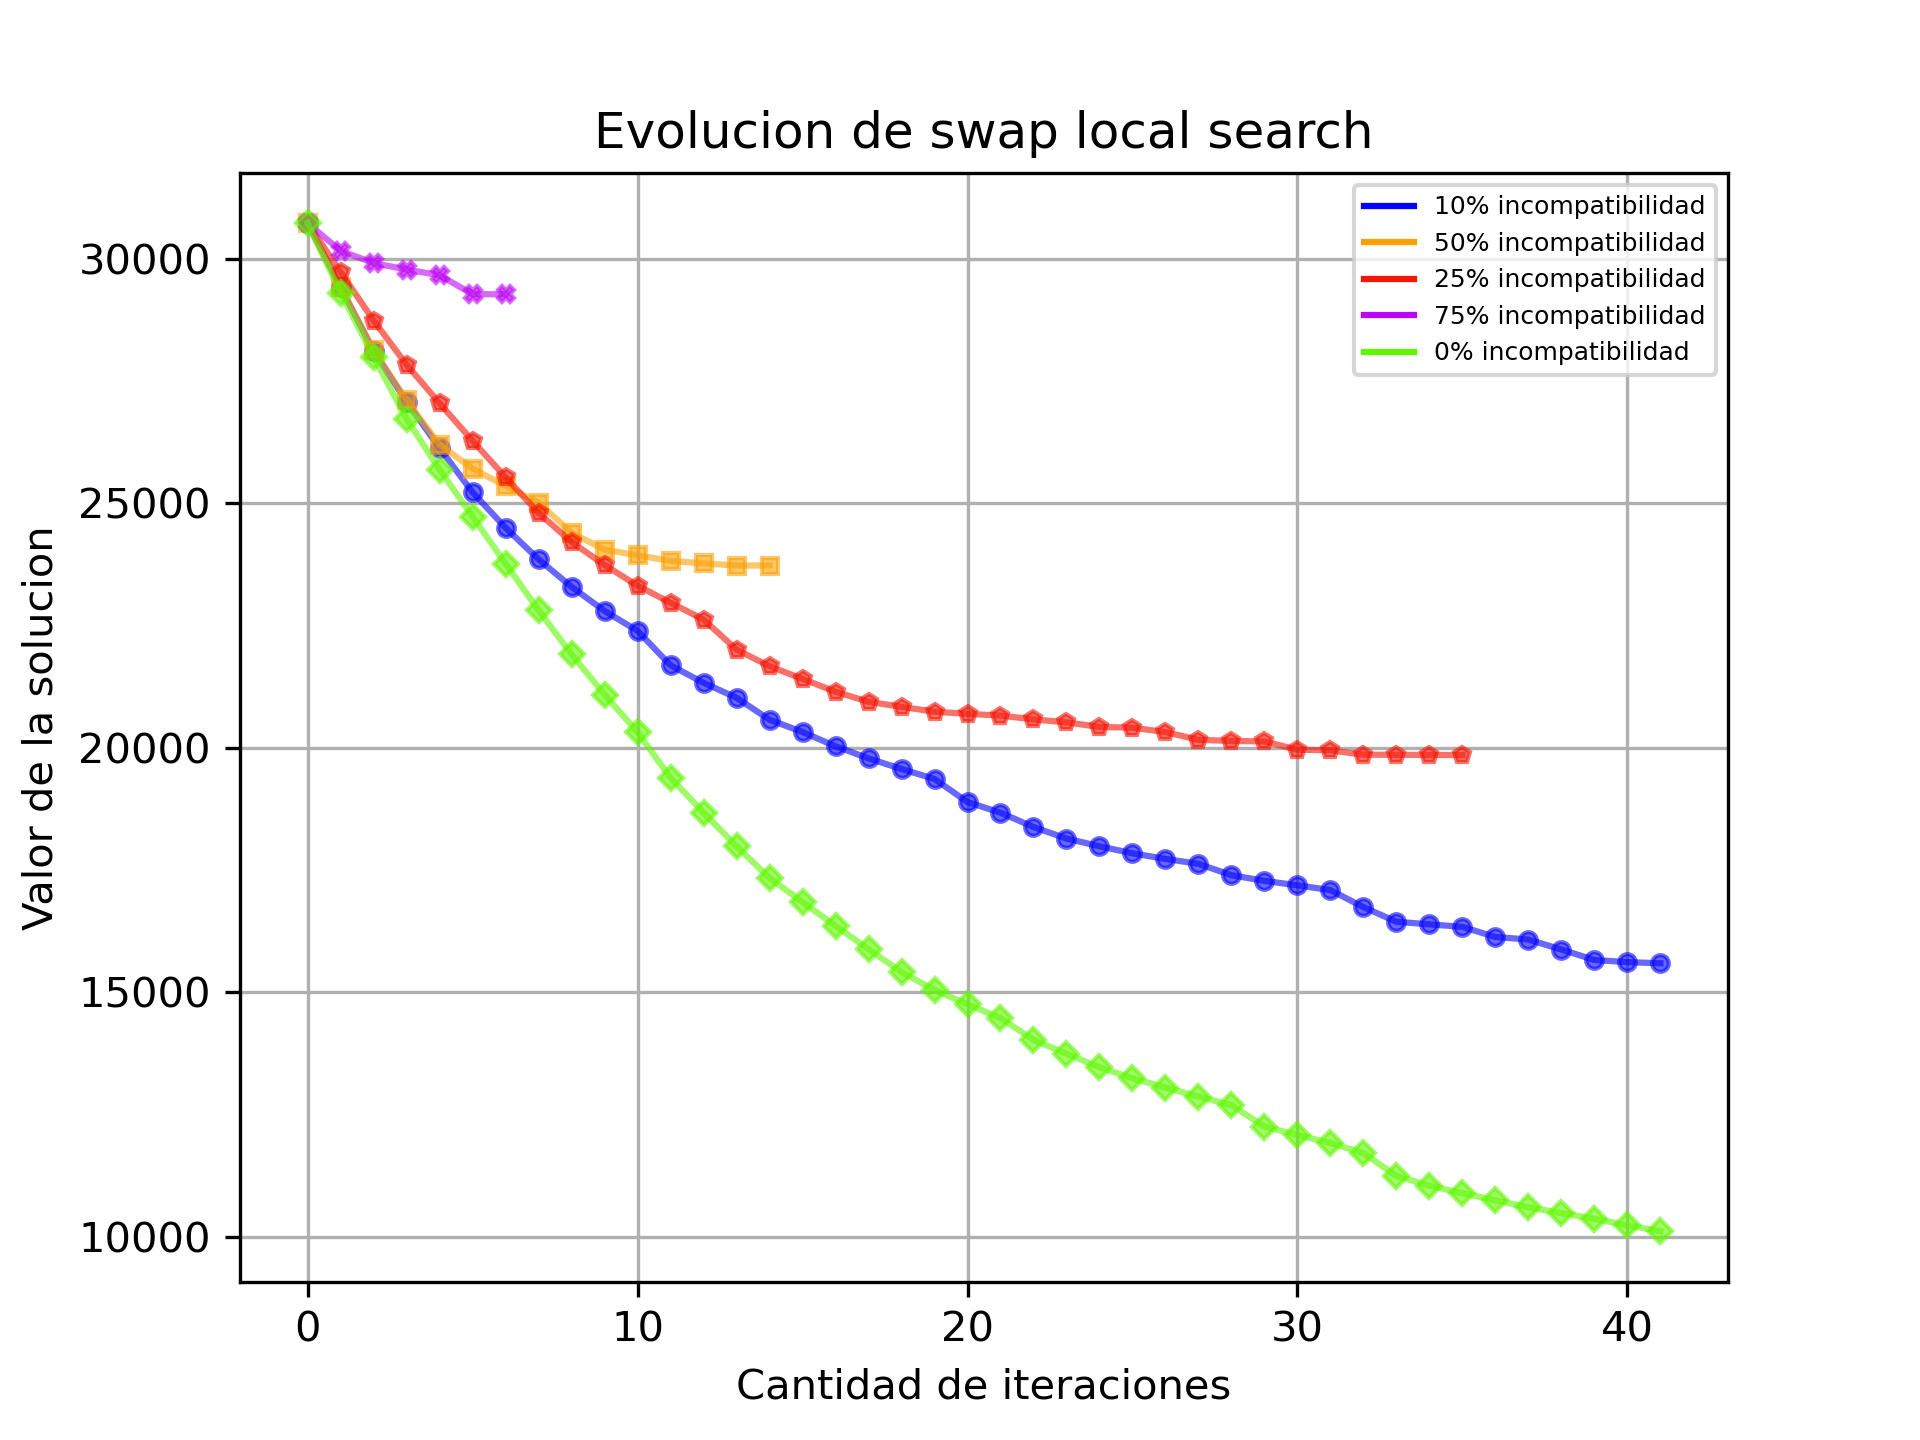 Evolucion de swap local search
10% incompatibilidad
50% incompatibilidad
25% incompatibilidad
75% incompatibilidad
0% incompatibilidad
Valor de la solucion
30000
25000
20000
15000
10000
0 10 20 30 40
Cantidad de iteraciones